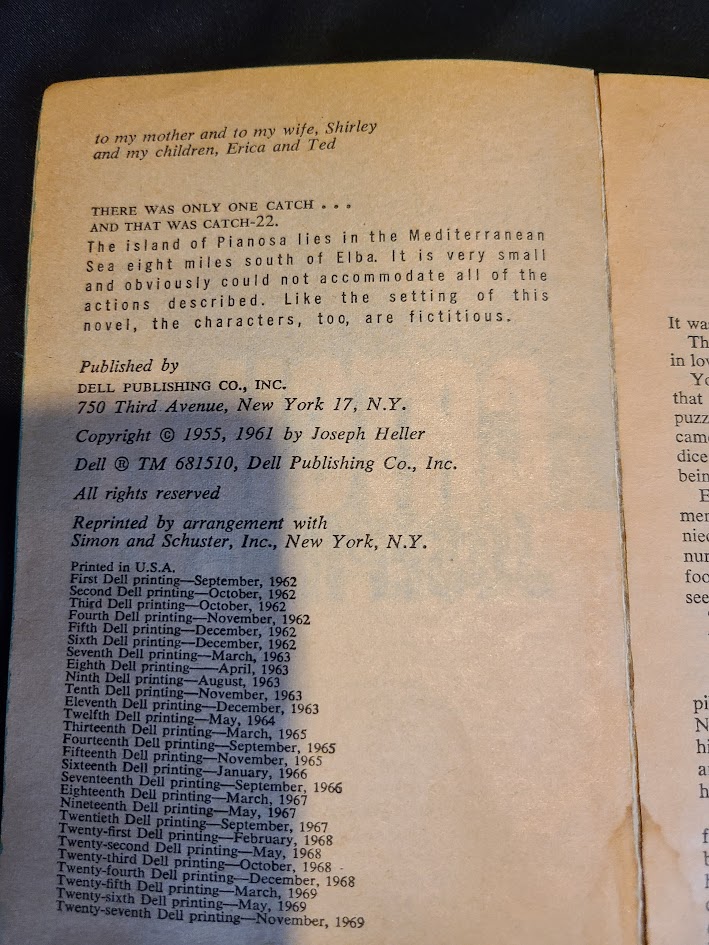 to my mother and to my wife, Shirley
and my children, Erica and Ted
THERE WAS ONLY ONE CATCH . . .
AND THAT WAS CATCH-22.
The island of Pianosa lies in the Mediterranean
Sea eight miles south of Elba. It is very small
and obviously could not accommodate all of the
actions described. Like the setting of this
novel, the characters, too, are fictitious.
Published by
DELL PUBLISHING CO., INC.
750 Third Avenue, New York 17, N.Y.
Copyright © 1955, 1961 by Joseph Heller
Dell ® TM 681510, Dell Publishing Co., Inc.
All rights reserved
Reprinted by arrangement with
Simon and Schuster, Inc., New York, N.Y.
Printed in U.S.A.
First Dell printing—September, 1962
Second Dell printing—October, 1962
Third Dell printing—October, 1962
Fourth Dell printing—November, 1962
Fifth Dell printing—December, 1962
Sixth Dell printing—December, 1962
Seventh Dell printing—March, 1963
Eighth Dell printing——April, 1963
Ninth Dell printing—August, 1963
Tenth Dell printing—November, 1963
Eleventh Dell printing—December, 1963
Twelfth Dell printing—May, 1964
Thirteenth Dell printing—March, 1965
Fourteenth Dell printing—September, 1965
Fifteenth Dell printing—November, 1965
Sixteenth Dell printing—January, 1966
Seventeenth Dell printing—September, 1966
Eighteenth Dell printing—March, 1967
Nineteenth Dell printing—May, 1967
Twentieth Dell printing—September, 1967
Twenty-first Dell printing—February, 1968
Twenty-second Dell printing—May, 1968
Twenty-third Dell printing—October, 1968
Twenty-fourth Dell printing—December, 1968
Twenty-fifth Dell printing—March, 1969
Twenty-sixth Dell printing—May, 1969
Twenty-seventh Dell printing—November, 1969
It wa
Th
in lov
Yo
that
puzz
came
dice
bein
E
mer
nied
nur
foo
see
pi
N
hi
a
h
f
b